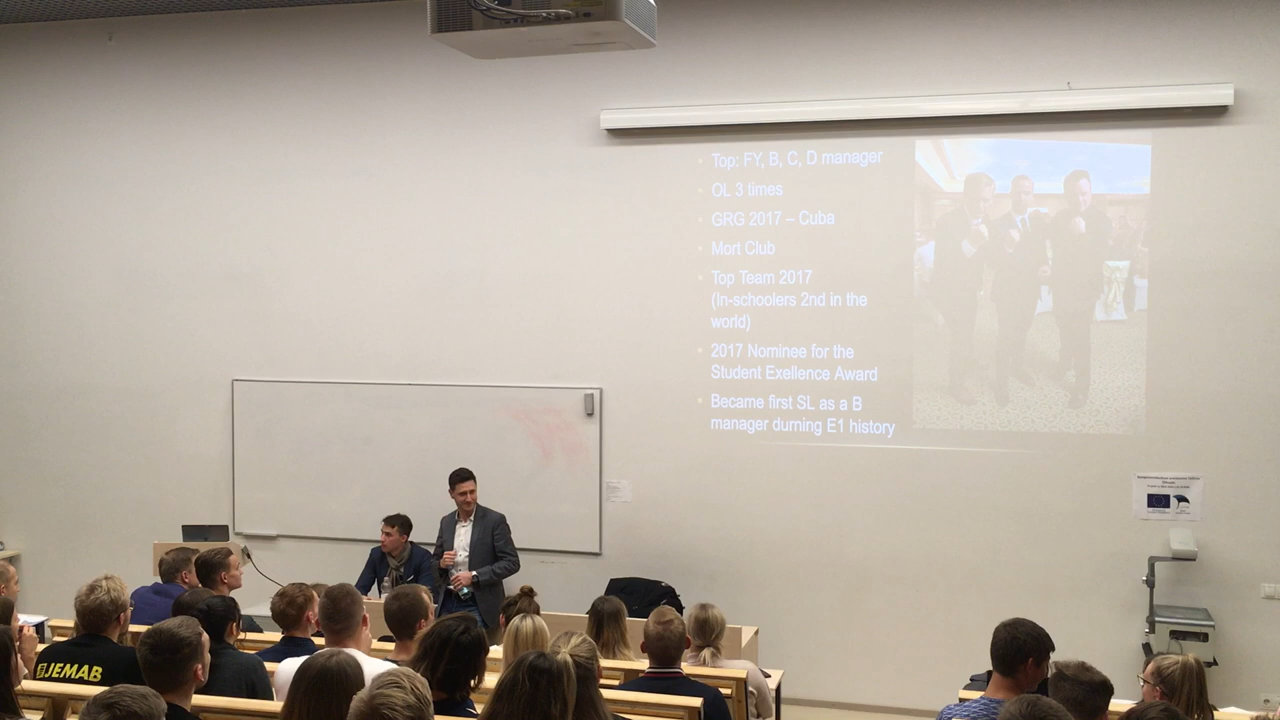 Top: FY, B, C, D manager
OL 3 times
GRG 2017 – Cuba
Mort Club
Top Team 2017
(In-schoolers 2nd in the
world)
2017 Nominee for the
Student Exellence Award
Became first SL as a B
manager durning E1 history
JEMAB